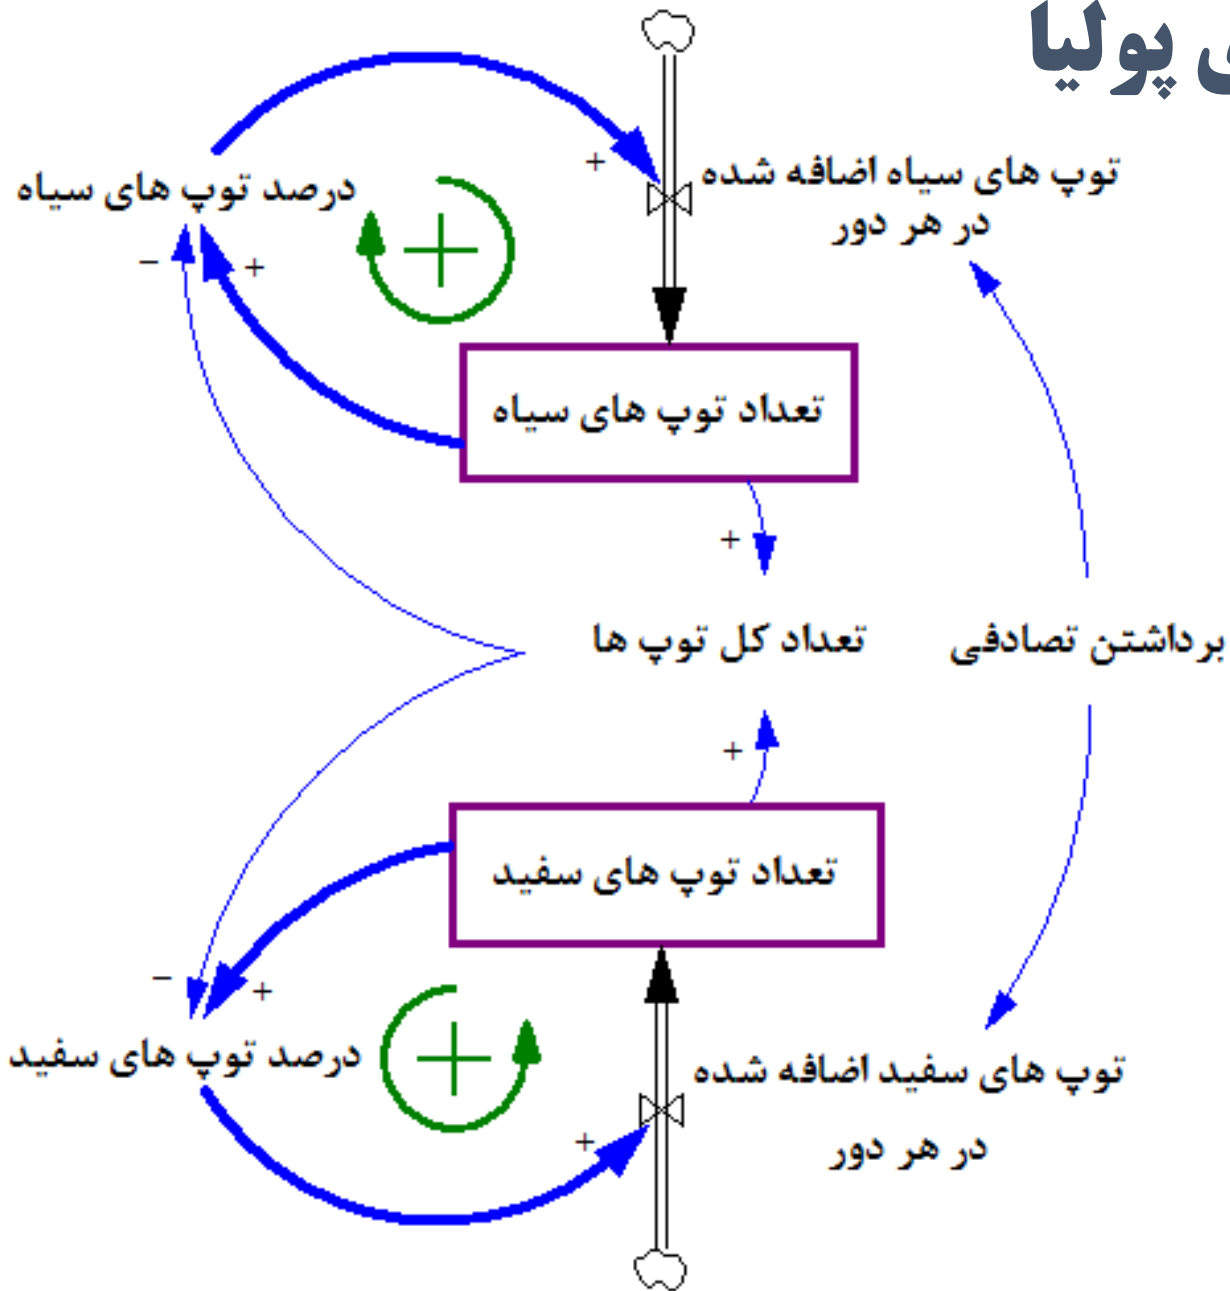 پولیا
توپ های سیاه اضافه شده
در هر دور
+
درصد توپ های سیاه
+
−
+
تعداد توپ های سیاه
+
برداشتن تصادفی
تعداد کل توپ ها
+
تعداد توپ های سفید
−
+
درصد توپ های سفید
+
توپ های سفید اضافه شده
در هر دور
+